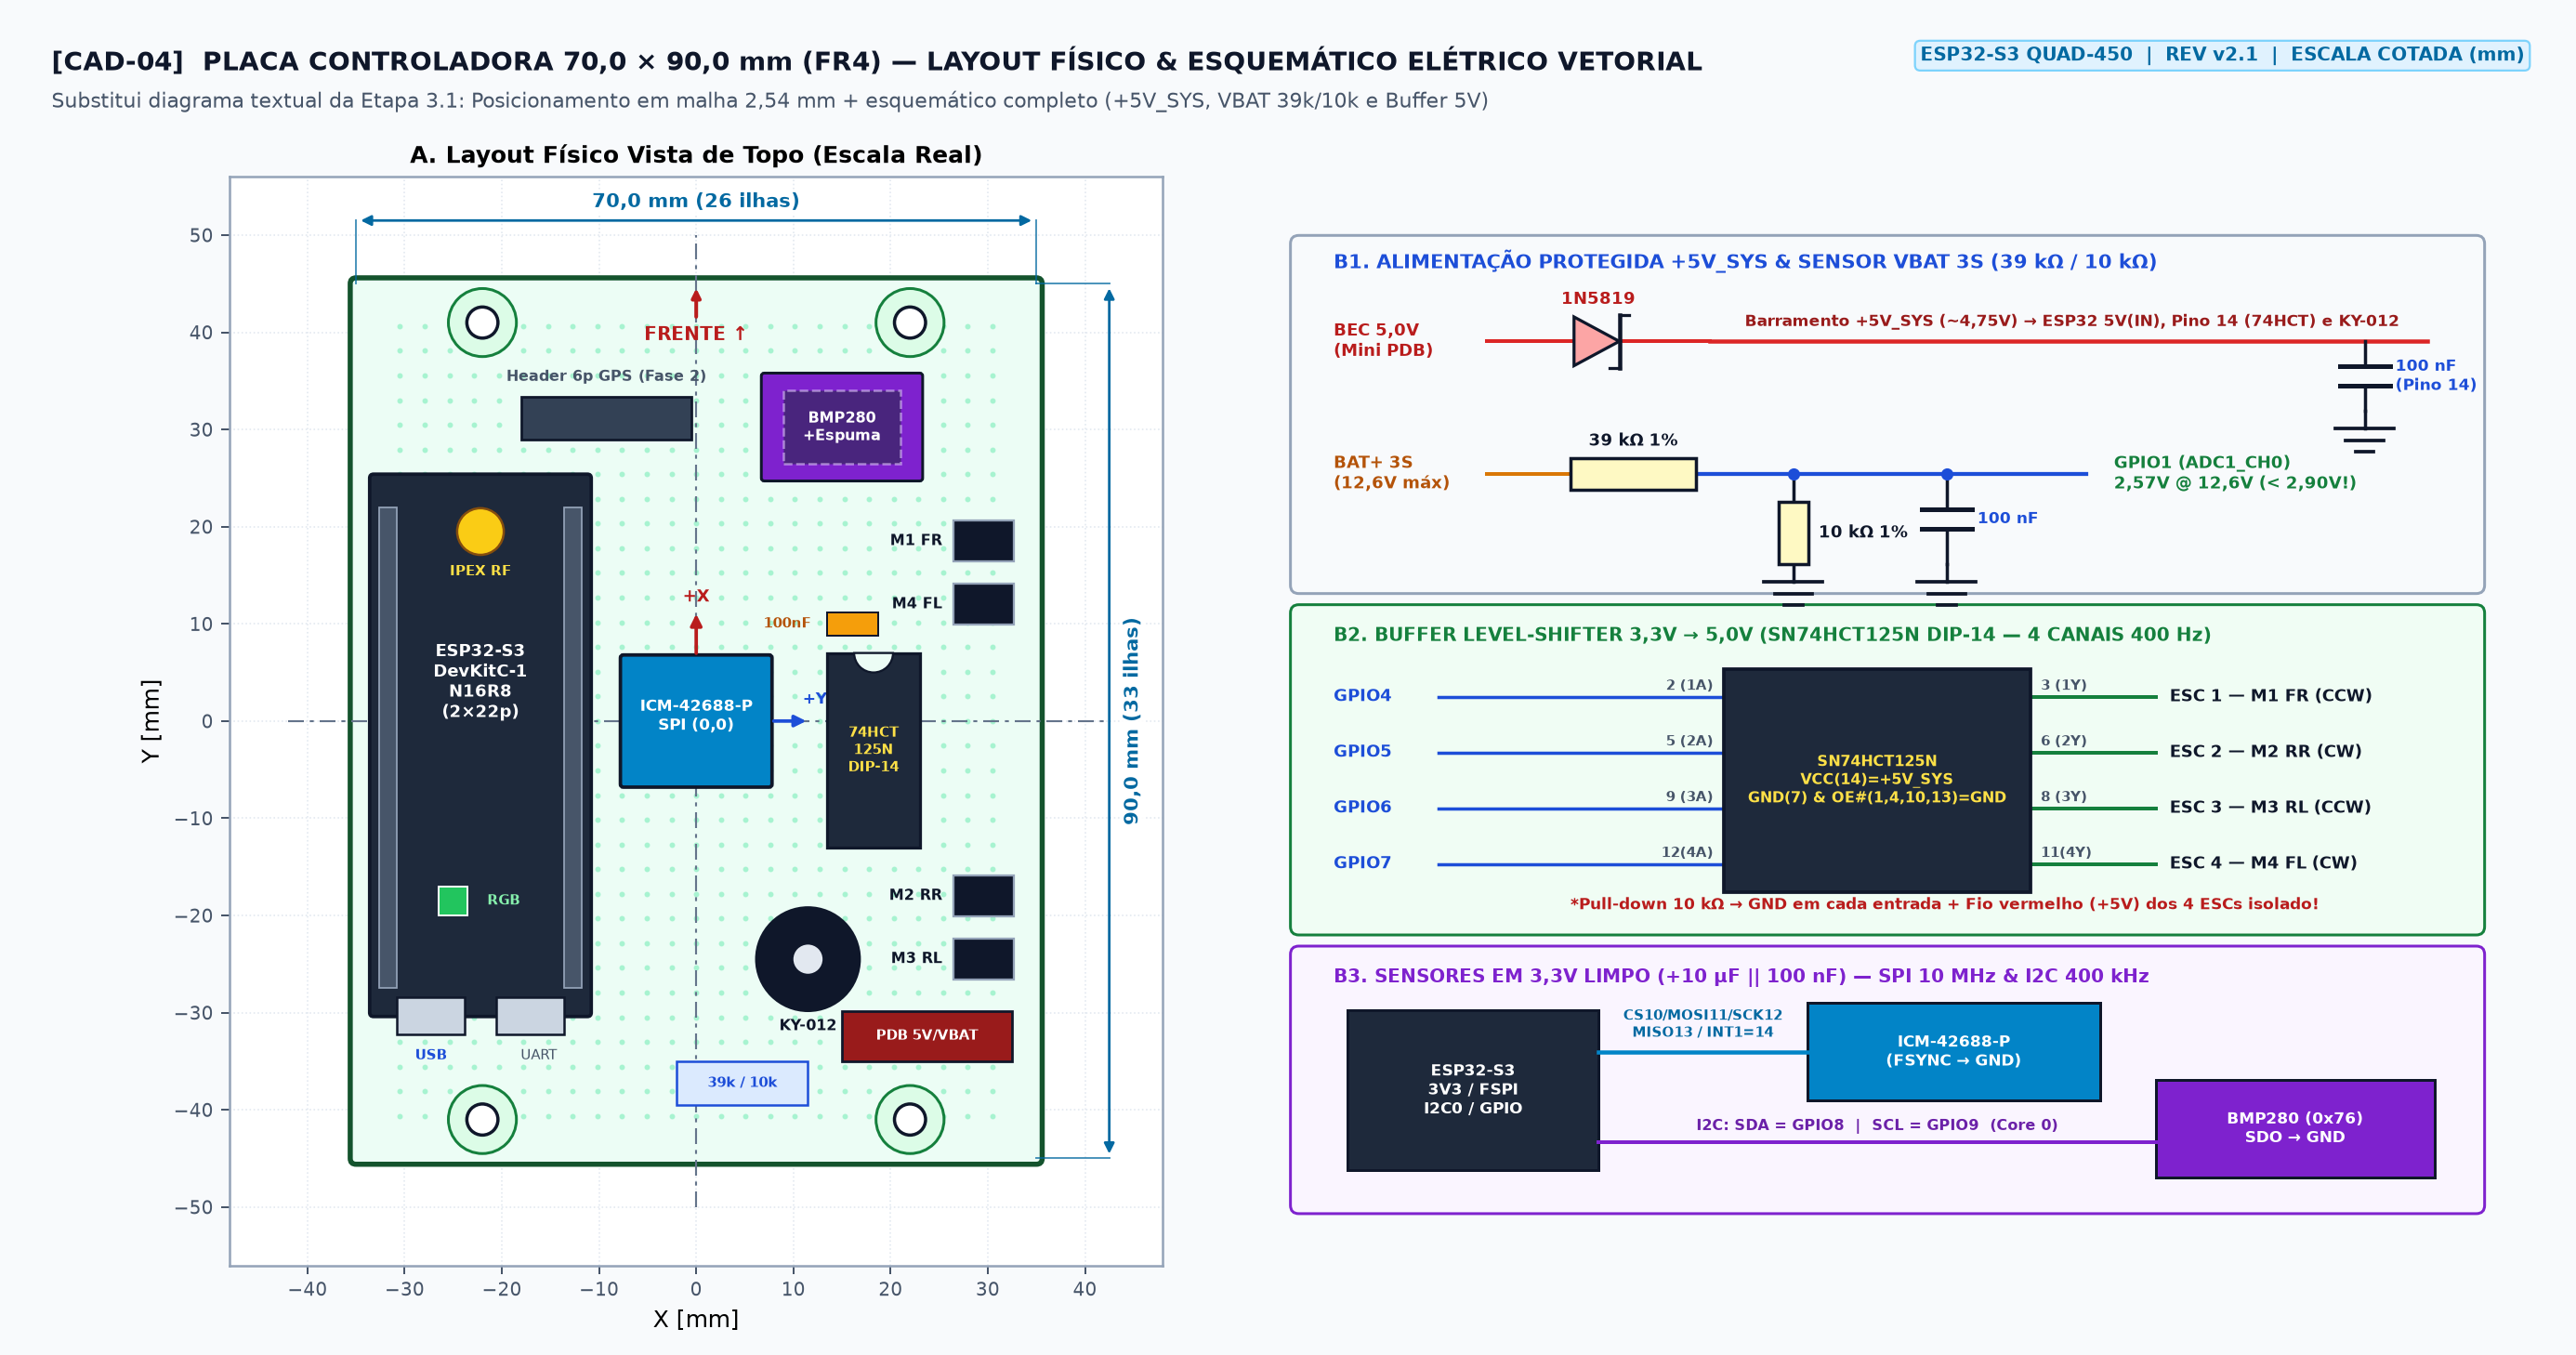 [CAD-04]  PLACA CONTROLADORA 70,0 × 90,0 mm (FR4) — LAYOUT FÍSICO & ESQUEMÁTICO ELÉTRICO VETORIAL
ESP32-S3 QUAD-450 | REV v2.1 | ESCALA COTADA (mm)
Substitui diagrama textual da Etapa 3.1: Posicionamento em malha 2,54 mm + esquemático completo (+5V_SYS, VBAT 39k/10k e Buffer 5V)
A. Layout Físico Vista de Topo (Escala Real)
70,0 mm (26 ilhas)
90,0 mm (33 ilhas)
FRENTE ↑
Header 6p GPS (Fase 2)
BMP280
+Espuma
IPEX RF
ESP32-S3
DevKitC-1
N16R8
(2×22p)
RGB
USB
UART
M1 FR
M4 FL
100nF
+X
+Y
ICM-42688-P
SPI (0,0)
74HCT
125N
DIP-14
M2 RR
M3 RL
KY-012
PDB 5V/VBAT
39k / 10k
Y [mm]
50
40
30
20
10
0
−10
−20
−30
−40
−50
−40
−30
−20
−10
0
10
20
30
40
X [mm]
B1. ALIMENTAÇÃO PROTEGIDA +5V_SYS & SENSOR VBAT 3S (39 kΩ / 10 kΩ)
1N5819
BEC 5,0V
(Mini PDB)
Barramento +5V_SYS (~4,75V) → ESP32 5V(IN), Pino 14 (74HCT) e KY-012
100 nF
(Pino 14)
39 kΩ 1%
BAT+ 3S
(12,6V máx)
GPIO1 (ADC1_CH0)
2,57V @ 12,6V (< 2,90V!)
10 kΩ 1%
100 nF
B2. BUFFER LEVEL-SHIFTER 3,3V → 5,0V (SN74HCT125N DIP-14 — 4 CANAIS 400 Hz)
GPIO4
2 (1A)
3 (1Y)
ESC 1 — M1 FR (CCW)
GPIO5
5 (2A)
6 (2Y)
ESC 2 — M2 RR (CW)
GPIO6
9 (3A)
8 (3Y)
ESC 3 — M3 RL (CCW)
GPIO7
12(4A)
11(4Y)
ESC 4 — M4 FL (CW)
SN74HCT125N
VCC(14)=+5V_SYS
GND(7) & OE#(1,4,10,13)=GND
*Pull-down 10 kΩ → GND em cada entrada + Fio vermelho (+5V) dos 4 ESCs isolado!
B3. SENSORES EM 3,3V LIMPO (+10 µF || 100 nF) — SPI 10 MHz & I2C 400 kHz
ESP32-S3
3V3 / FSPI
I2C0 / GPIO
CS10/MOSI11/SCK12
MISO13 / INT1=14
ICM-42688-P
(FSYNC → GND)
I2C: SDA = GPIO8 | SCL = GPIO9 (Core 0)
BMP280 (0x76)
SDO → GND